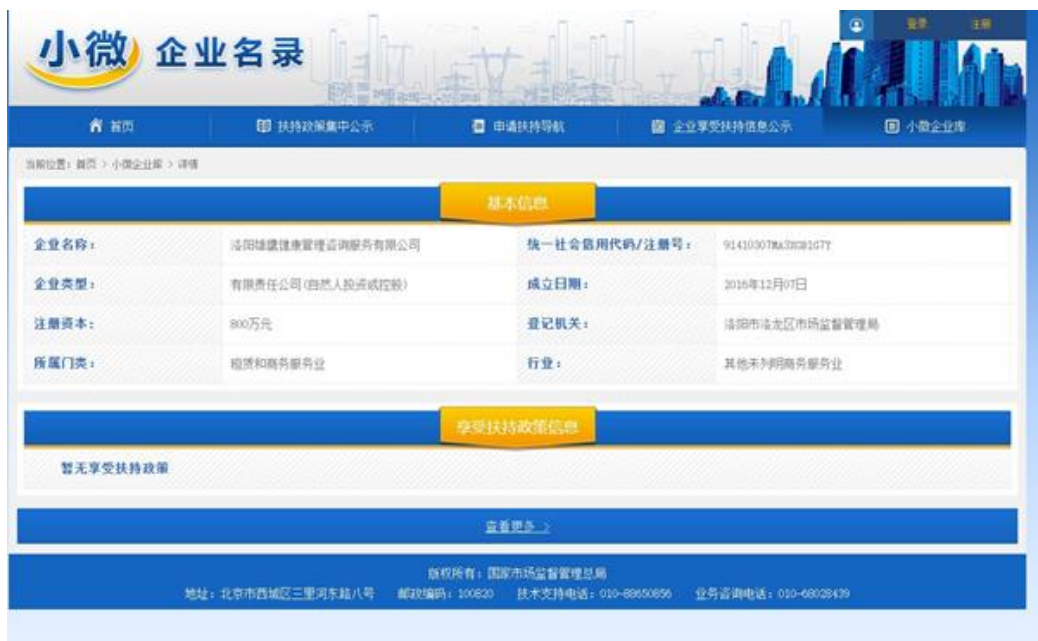 小微 企业名录
登录 注册
首页 扶持政策集中公示 申请扶持导航 企业享受扶持信息公示 小微企业库
当前位置：首页 > 小微企业库 > 详情
基本信息
企业名称： 洛阳雄鹰健康管理咨询服务有限公司 统一社会信用代码/注册号：
企业类型： 有限责任公司(自然人投资或控股) 成立日期： 2016年12月07日
注册资本： 800万元 登记机关： 洛阳市洛龙区市场监督管理局
所属门类： 租赁和商务服务业 行业： 其他未列明商务服务业
享受扶持政策信息
暂无享受扶持政策
查看更多 >
版权所有：国家市场监督管理总局
地址：北京市西城区三里河东路八号 邮政编码：100820 技术支持电话：010-88650856 业务咨询电话：010-68028439